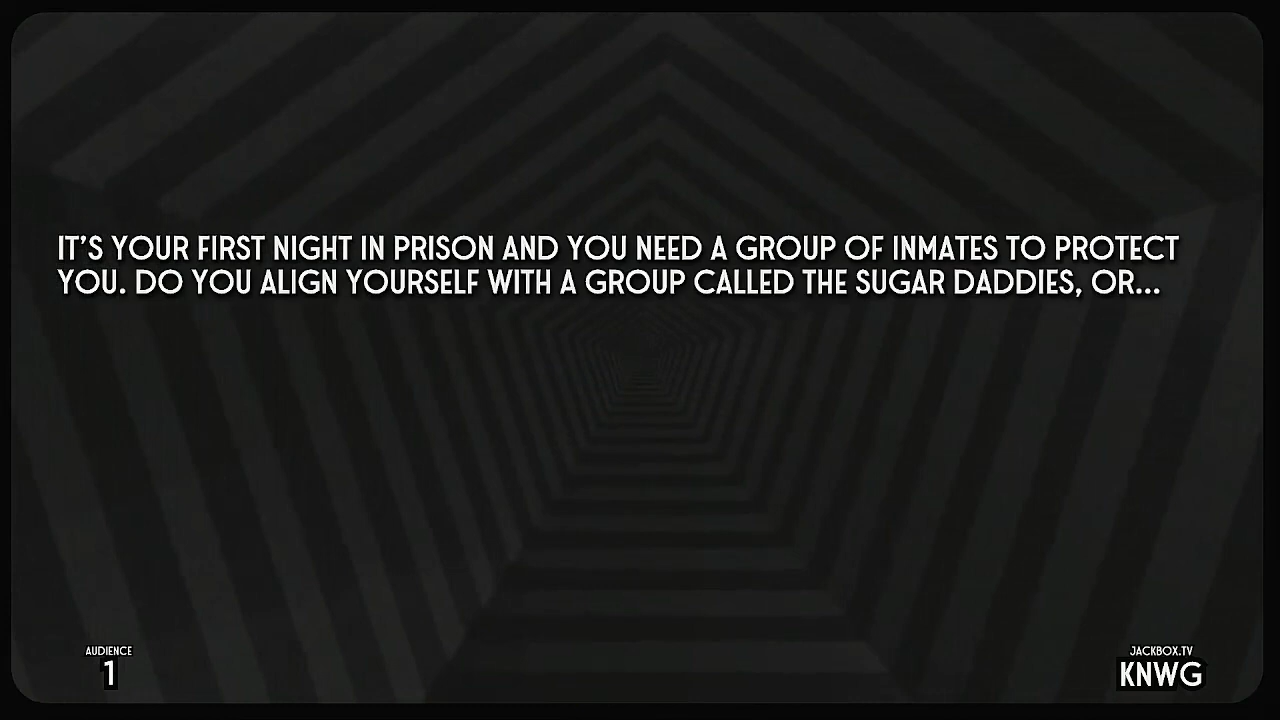 IT'S YOUR FIRST NIGHT IN PRISON AND YOU NEED A GROUP OF INMATES TO PROTECT
YOU. DO YOU ALIGN YOURSELF WITH A GROUP CALLED THE SUGAR DADDIES, OR...
AUDIENCE
1
JACKBOX.TV
KNWG